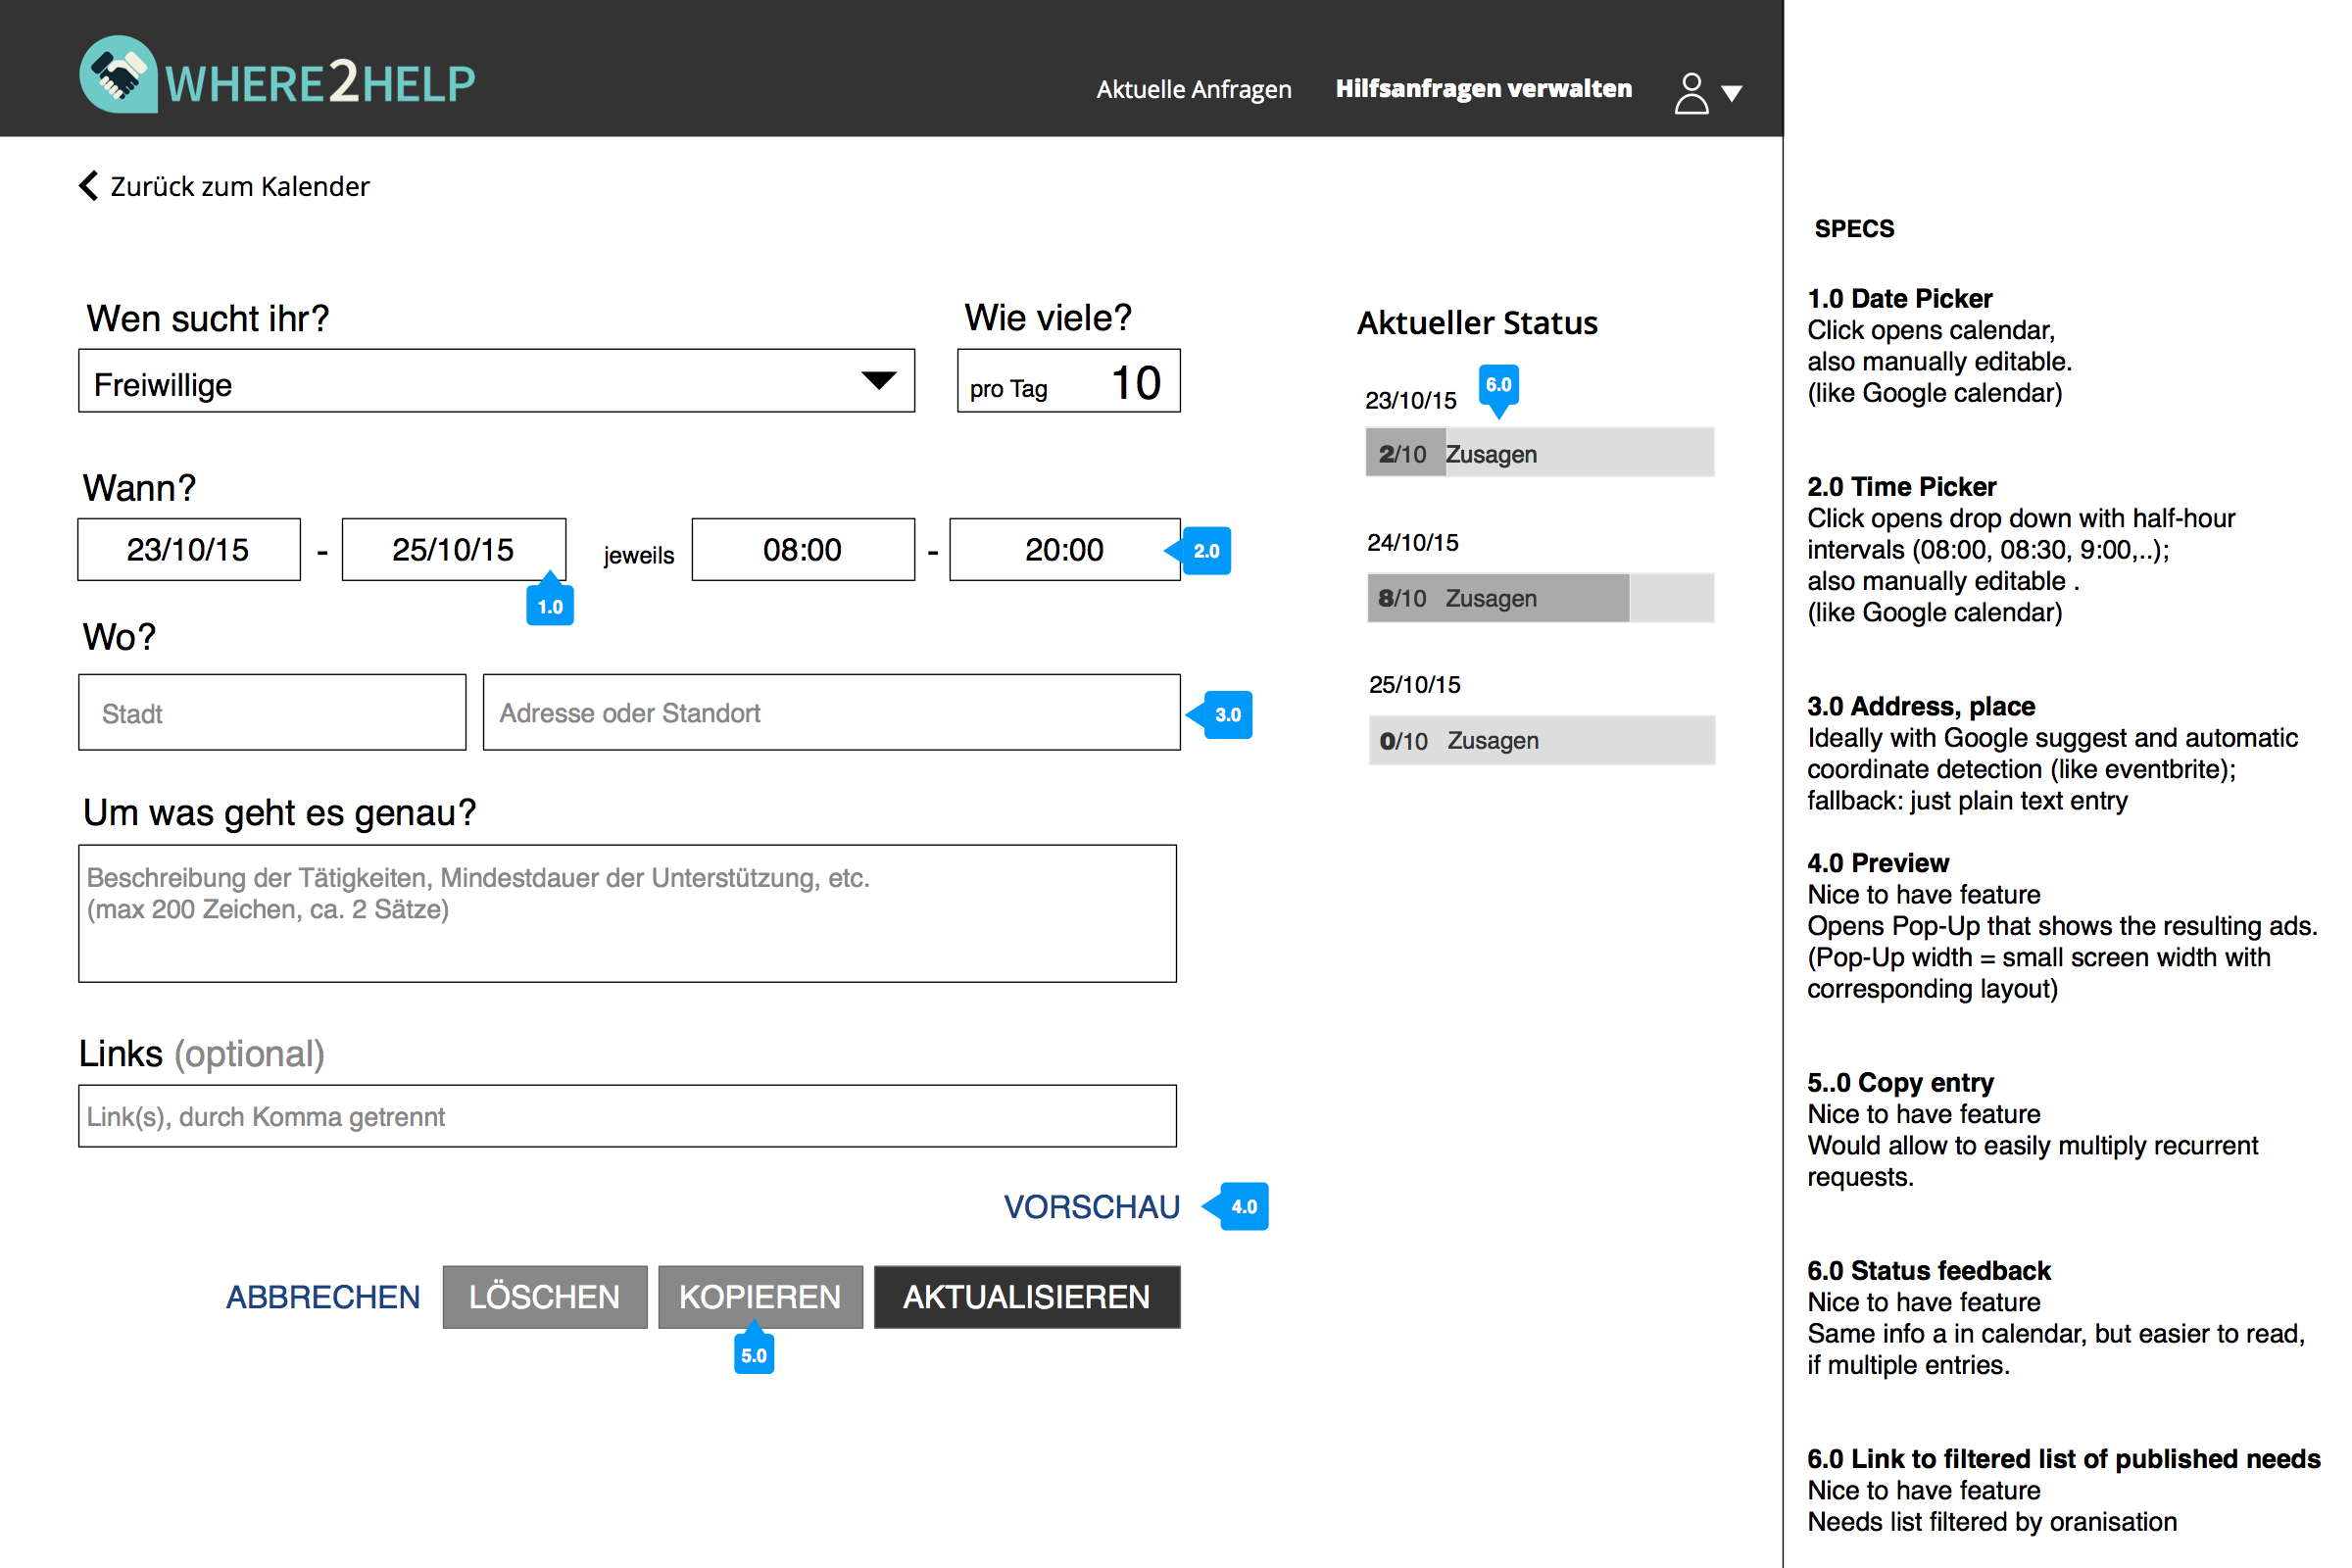 WHERE2HELP
Aktuelle Anfragen
Hilfsanfragen verwalten
Zurück zum Kalender
Wen sucht ihr?
Wie viele?
Freiwillige
pro Tag 10
Wann?
23/10/15 - 25/10/15 jeweils 08:00 - 20:00
2.0
1.0
Wo?
Stadt
Adresse oder Standort
3.0
Um was geht es genau?
Beschreibung der Tätigkeiten, Mindestdauer der Unterstützung, etc.
(max 200 Zeichen, ca. 2 Sätze)
Links (optional)
Link(s), durch Komma getrennt
VORSCHAU
4.0
ABBRECHEN
LÖSCHEN
KOPIEREN
AKTUALISIEREN
5.0
Aktueller Status
23/10/15
6.0
2/10 Zusagen
24/10/15
8/10 Zusagen
25/10/15
0/10 Zusagen
SPECS
1.0 Date Picker
Click opens calendar,
also manually editable.
(like Google calendar)
2.0 Time Picker
Click opens drop down with half-hour
intervals (08:00, 08:30, 9:00,..);
also manually editable .
(like Google calendar)
3.0 Address, place
Ideally with Google suggest and automatic
coordinate detection (like eventbrite);
fallback: just plain text entry
4.0 Preview
Nice to have feature
Opens Pop-Up that shows the resulting ads.
(Pop-Up width = small screen width with
corresponding layout)
5..0 Copy entry
Nice to have feature
Would allow to easily multiply recurrent
requests.
6.0 Status feedback
Nice to have feature
Same info a in calendar, but easier to read,
if multiple entries.
6.0 Link to filtered list of published needs
Nice to have feature
Needs list filtered by oranisation